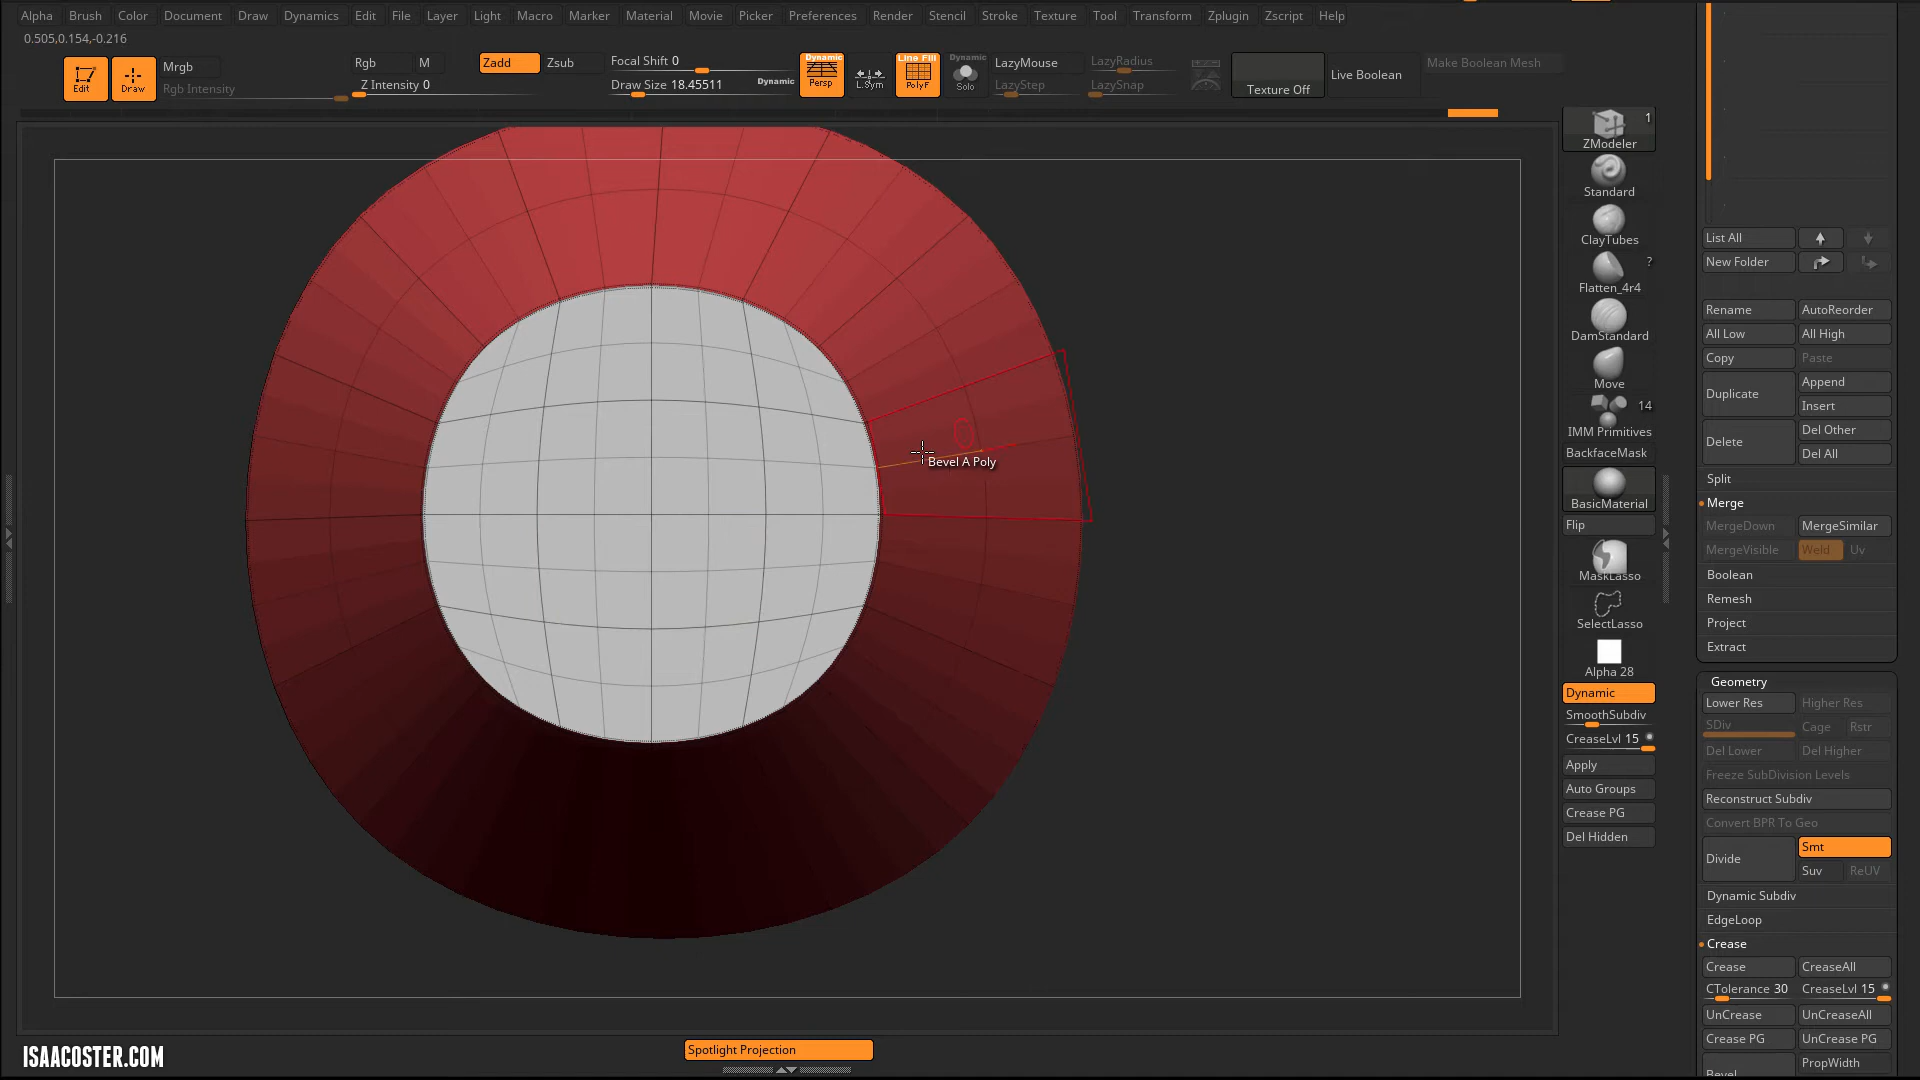 Alpha Brush Color Document Draw Dynamics Edit File Layer Light Macro Marker Material Movie Picker Preferences Render Stencil Stroke Texture Tool Transform Zplugin Zscript Help
0.505,0.154,-0.216
Edit
Draw
Mrgb
Rgb Intensity
Rgb M
Z Intensity 0
Zadd Zsub
Focal Shift 0
Draw Size 18.45511
Dynamic
Dynamic
Persp
L.Sym
Line Fill
PolyF
Dynamic
Solo
LazyMouse
LazyStep
LazyRadius
LazySnap
Texture Off
Live Boolean
Make Boolean Mesh
Bevel A Poly
1
ZModeler
Standard
ClayTubes
?
Flatten_4r4
DamStandard
Move
14
IMM Primitives
BackfaceMask
BasicMaterial
Flip
MaskLasso
SelectLasso
Alpha 28
Dynamic
SmoothSubdiv
CreaseLvl 15
Apply
Auto Groups
Crease PG
Del Hidden
List All
New Folder
Rename AutoReorder
All Low All High
Copy Paste
Duplicate Append
Insert
Delete Del Other
Del All
Split
Merge
MergeDown MergeSimilar
MergeVisible Weld Uv
Boolean
Remesh
Project
Extract
Geometry
Lower Res Higher Res
SDiv Cage Rstr
Del Lower Del Higher
Freeze SubDivision Levels
Reconstruct Subdiv
Convert BPR To Geo
Divide Smt
Suv ReUV
Dynamic Subdiv
EdgeLoop
Crease
Crease CreaseAll
CTolerance 30 CreaseLvl 15
UnCrease UnCreaseAll
Crease PG UnCrease PG
Bevel PropWidth
ISAACOSTER.COM
Spotlight Projection